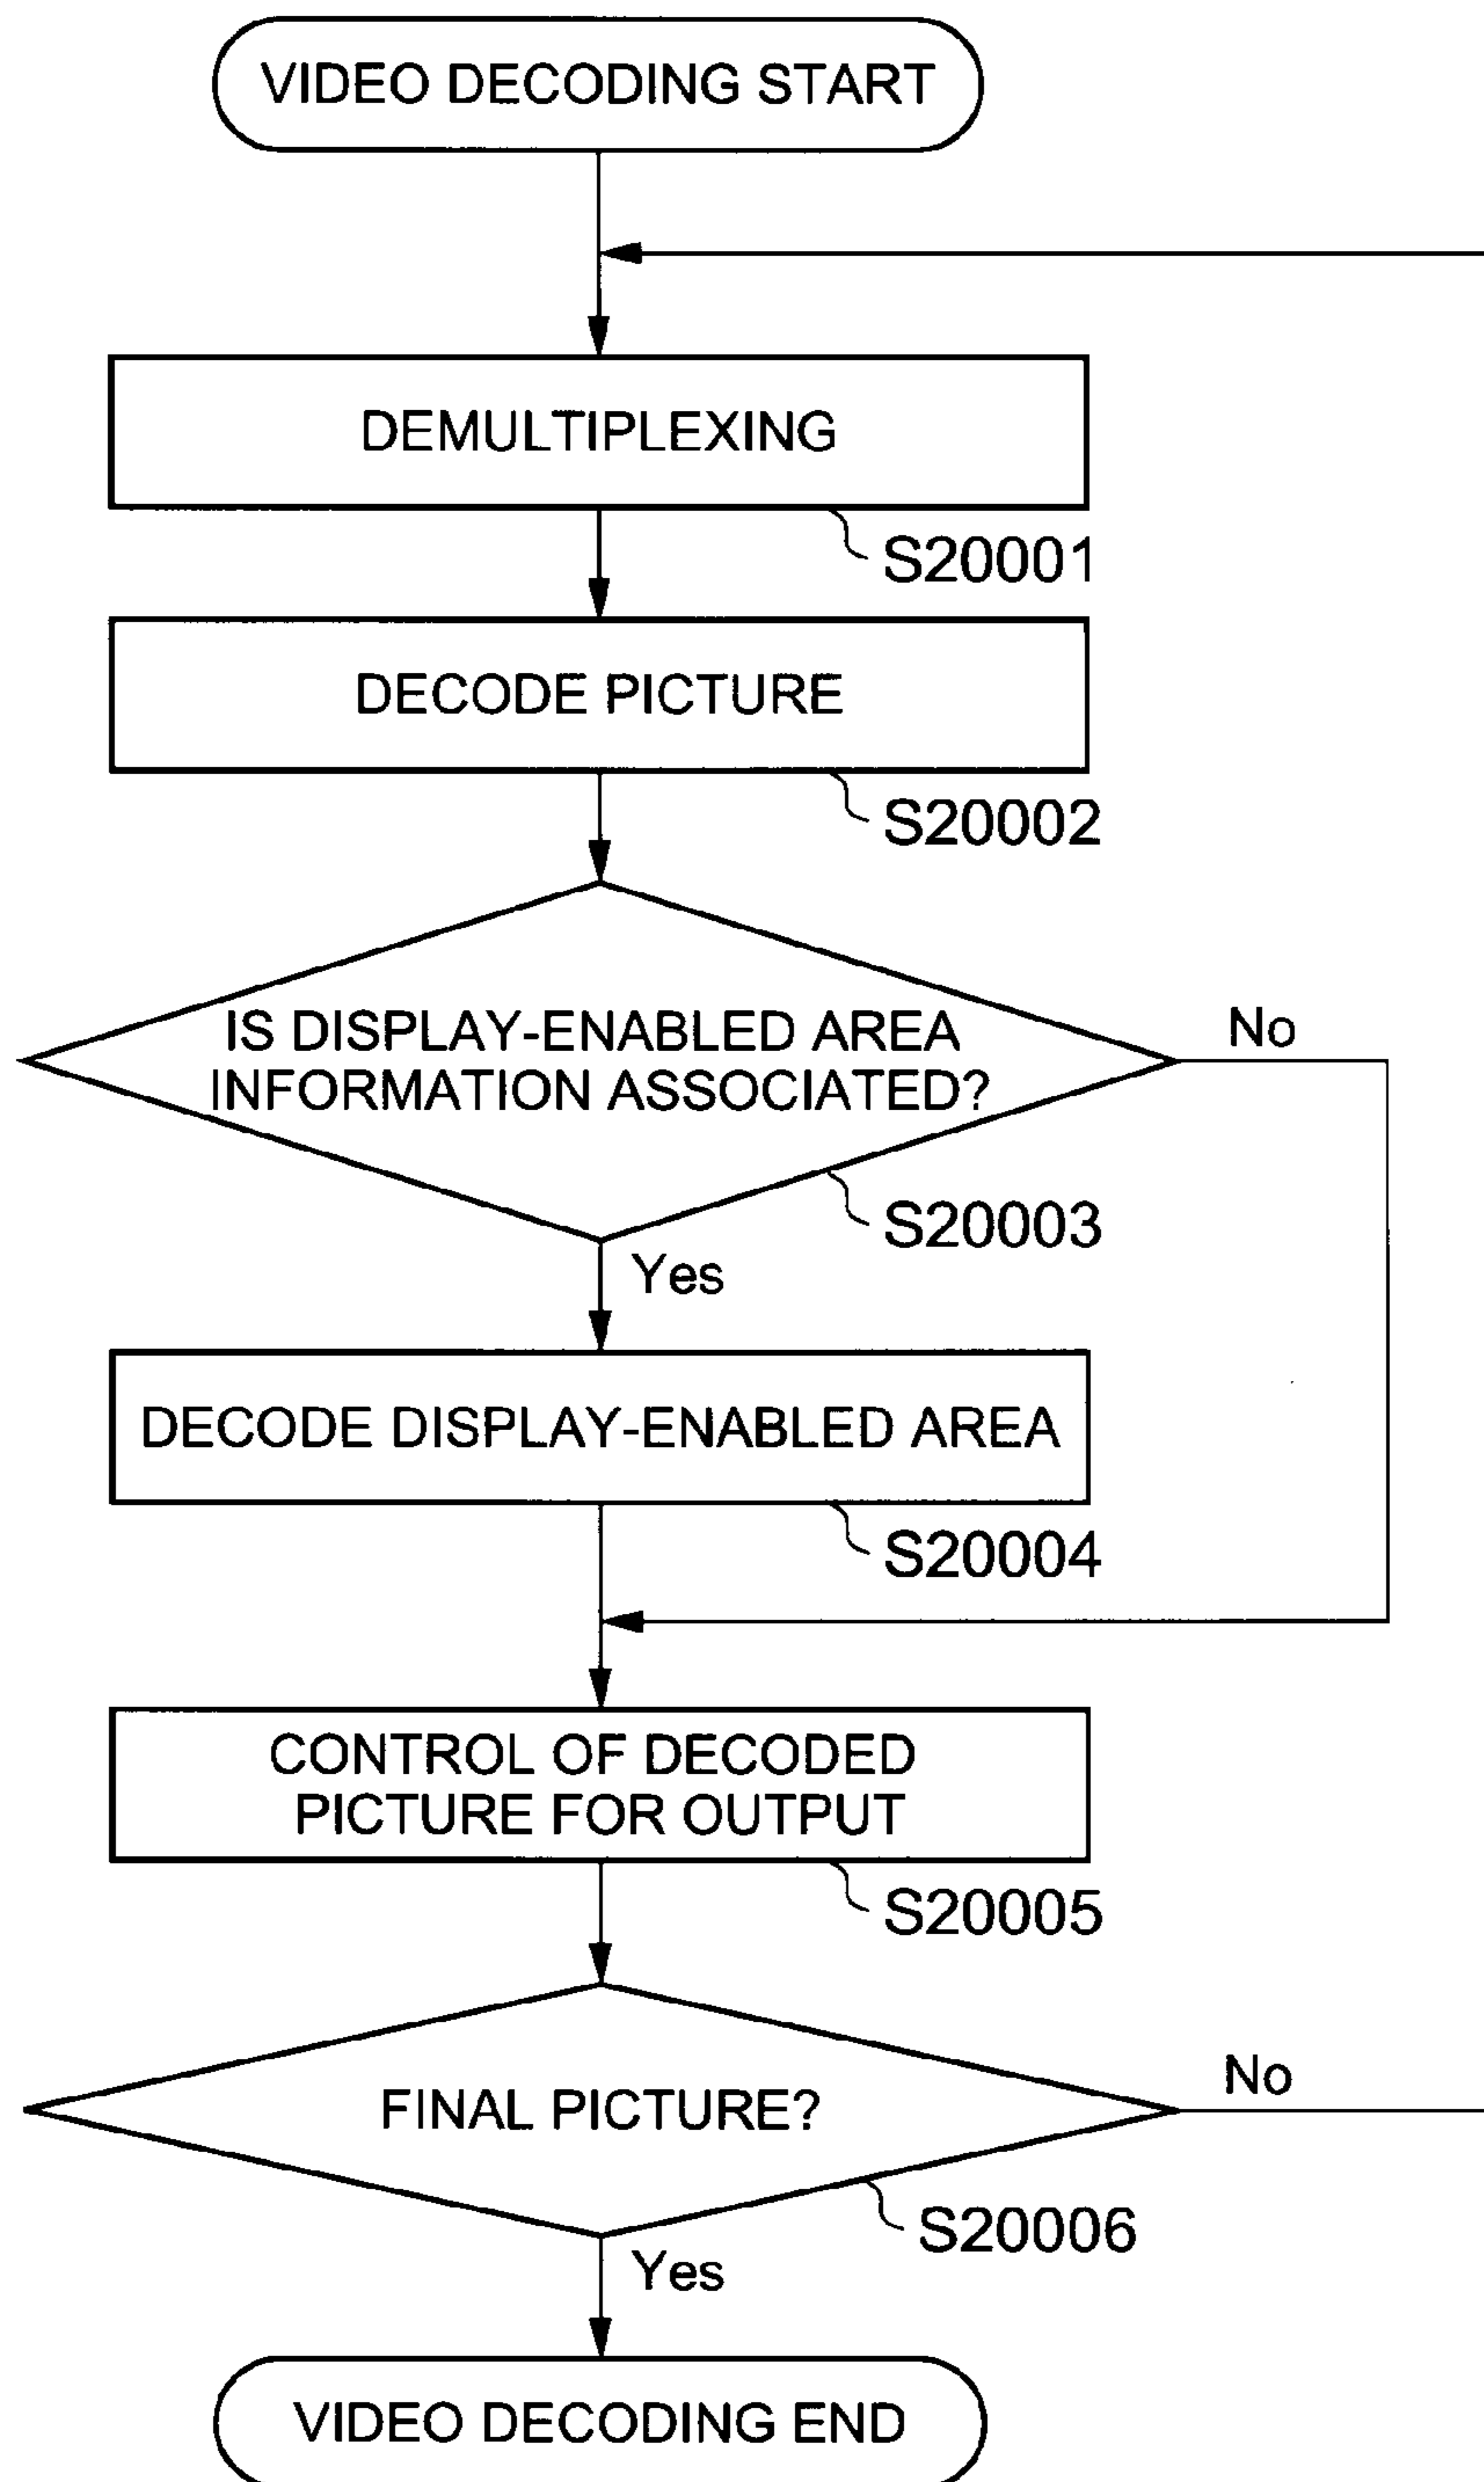 VIDEO DECODING START
DEMULTIPLEXING
S20001
DECODE PICTURE
S20002
IS DISPLAY-ENABLED AREA
INFORMATION ASSOCIATED?
No
S20003
Yes
DECODE DISPLAY-ENABLED AREA
S20004
CONTROL OF DECODED
PICTURE FOR OUTPUT
S20005
FINAL PICTURE?
No
S20006
Yes
VIDEO DECODING END